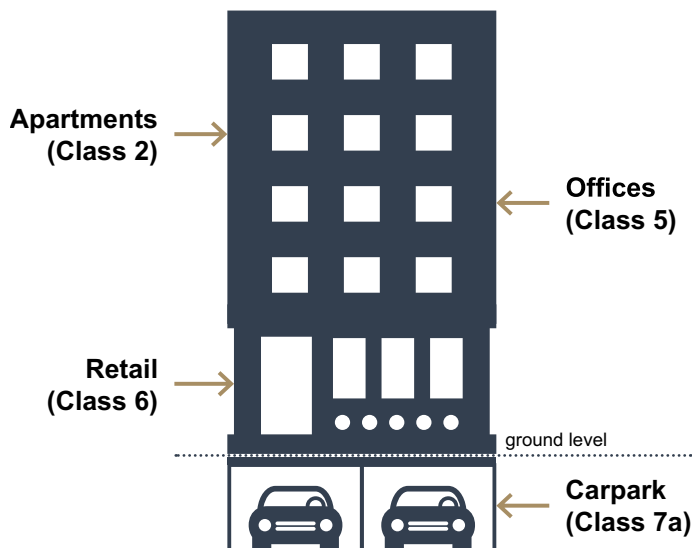 Apartments
(Class 2)
Offices
(Class 5)
Retail
(Class 6)
ground level
Carpark
(Class 7a)